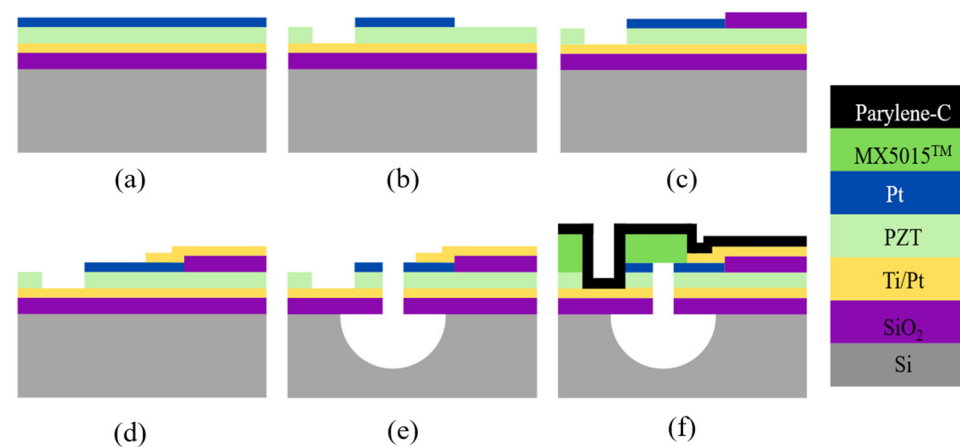 (a)
(b)
(c)
(d)
(e)
(f)
Parylene-C
MX5015™
Pt
PZT
Ti/Pt
SiO₂
Si